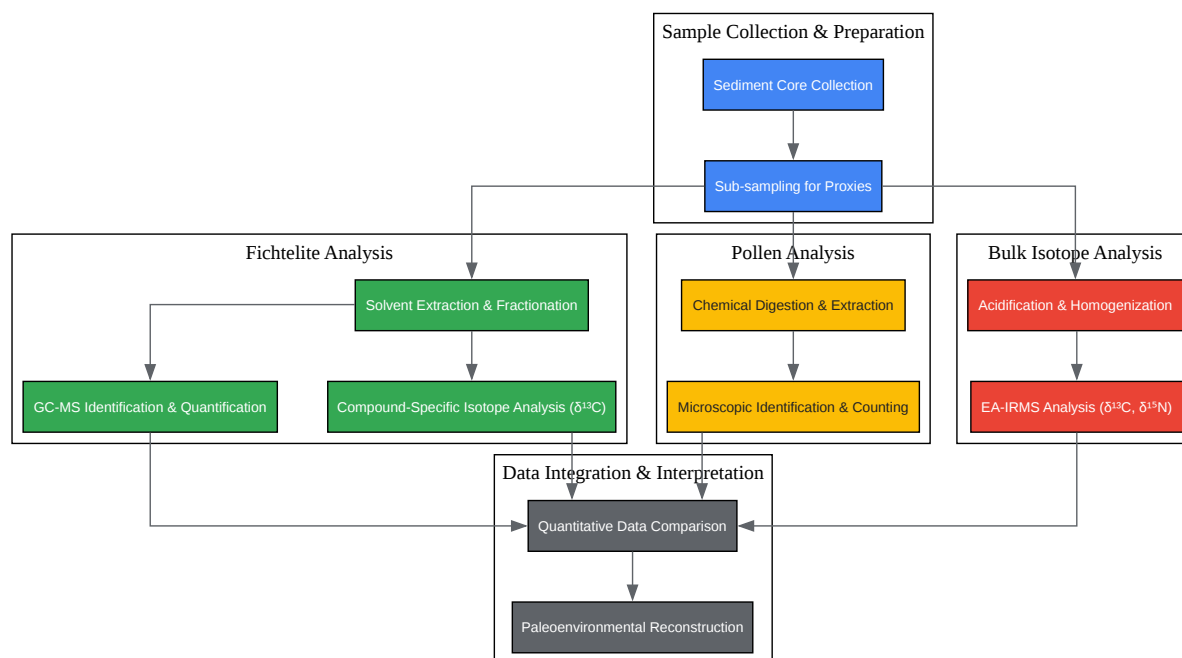 Sample Collection & Preparation
Sediment Core Collection
Sub-sampling for Proxies
Fichtelite Analysis
Pollen Analysis
Bulk Isotope Analysis
Solvent Extraction & Fractionation
Chemical Digestion & Extraction
Acidification & Homogenization
GC-MS Identification & Quantification
Compound-Specific Isotope Analysis (δ¹³C)
Microscopic Identification & Counting
EA-IRMS Analysis (δ¹³C, δ¹⁵N)
Data Integration & Interpretation
Quantitative Data Comparison
Paleoenvironmental Reconstruction